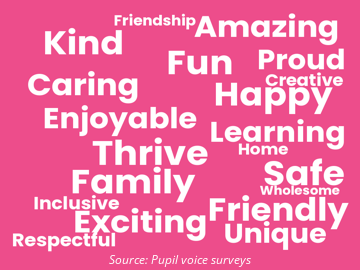 Friendship
Amazing
Kind
Fun
Proud
Caring
Creative
Happy
Enjoyable
Learning
Thrive
Home
Family
Safe
Wholesome
Inclusive
Friendly
Exciting
Respectful
Unique
Source: Pupil voice surveys